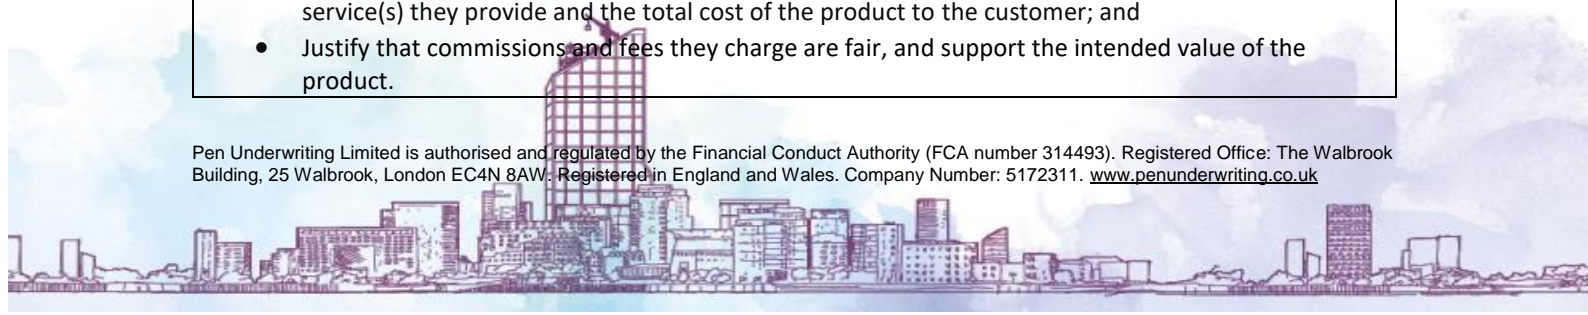 service(s) they provide and the total cost of the product to the customer; and
● Justify that commissions and fees they charge are fair, and support the intended value of the
product.
Pen Underwriting Limited is authorised and regulated by the Financial Conduct Authority (FCA number 314493). Registered Office: The Walbrook
Building, 25 Walbrook, London EC4N 8AW. Registered in England and Wales. Company Number: 5172311. www.penunderwriting.co.uk